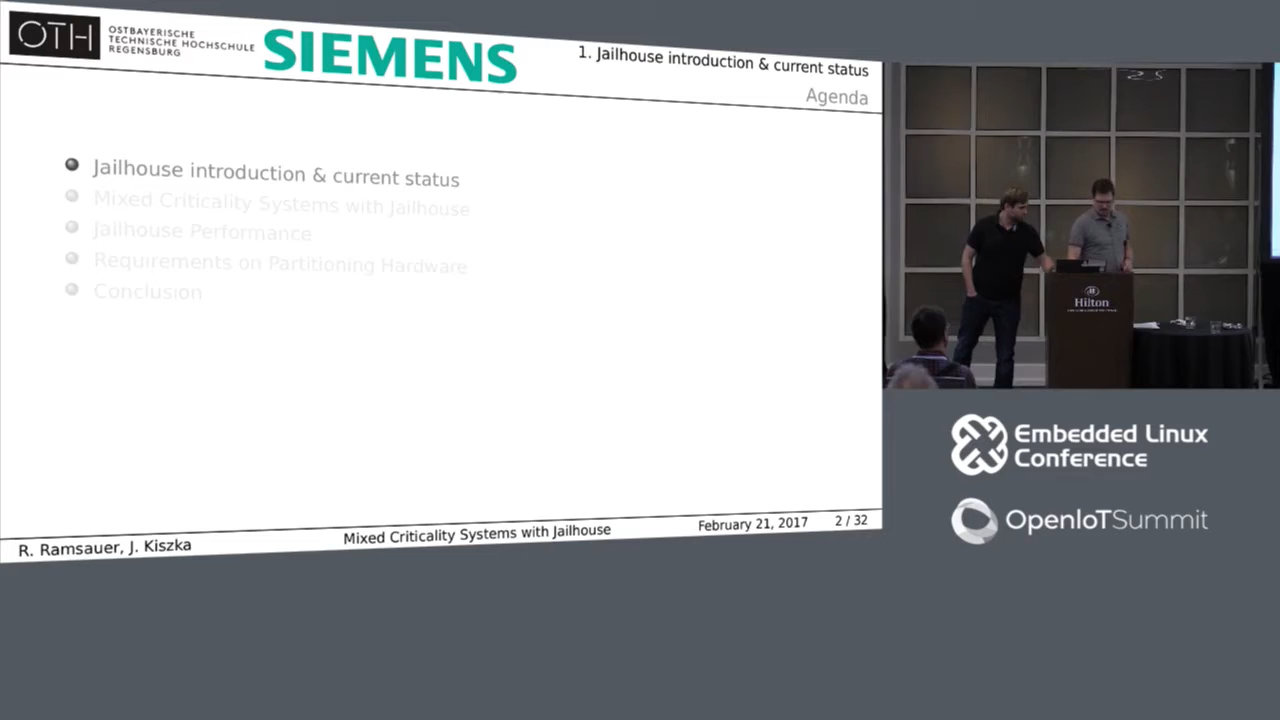 OTH
OSTBAYERISCHE
TECHNISCHE HOCHSCHULE
REGENSBURG
SIEMENS
1. Jailhouse introduction & current status
Agenda
Jailhouse introduction & current status
Mixed Criticality Systems with Jailhouse
Jailhouse Performance
Requirements on Partitioning Hardware
Conclusion
R. Ramsauer, J. Kiszka
Mixed Criticality Systems with Jailhouse
February 21, 2017
2 / 32
Hilton
Embedded Linux
Conference
OpenIoTSummit